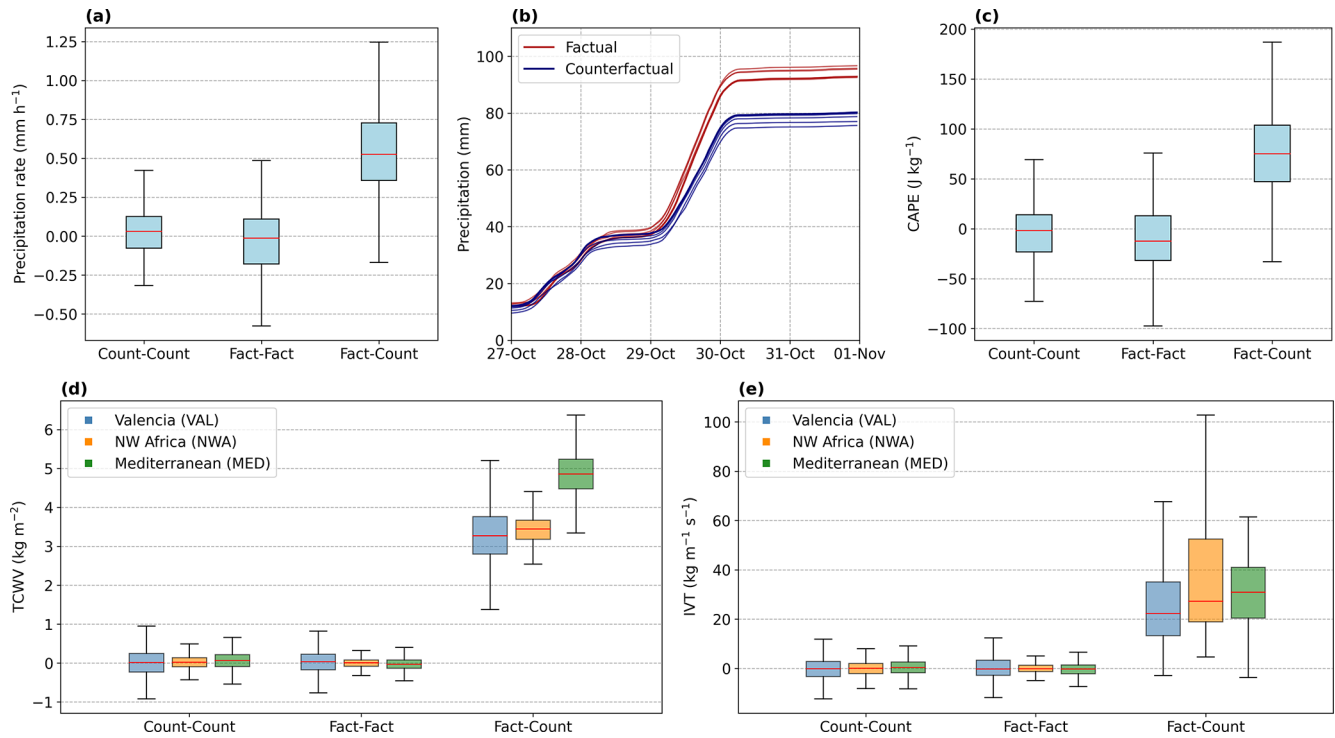 (a)
Precipitation rate (mm h⁻¹)
1.25
1.00
0.75
0.50
0.25
0.00
−0.25
−0.50
Count-Count Fact-Fact Fact-Count
(b)
Precipitation (mm)
Factual
Counterfactual
100
80
60
40
20
0
27-Oct 28-Oct 29-Oct 30-Oct 31-Oct 01-Nov
(c)
CAPE (J kg⁻¹)
200
150
100
50
0
−50
−100
Count-Count Fact-Fact Fact-Count
(d)
TCWV (kg m⁻²)
Valencia (VAL)
NW Africa (NWA)
Mediterranean (MED)
6
5
4
3
2
1
0
−1
Count-Count Fact-Fact Fact-Count
(e)
IVT (kg m⁻¹ s⁻¹)
Valencia (VAL)
NW Africa (NWA)
Mediterranean (MED)
100
80
60
40
20
0
Count-Count Fact-Fact Fact-Count